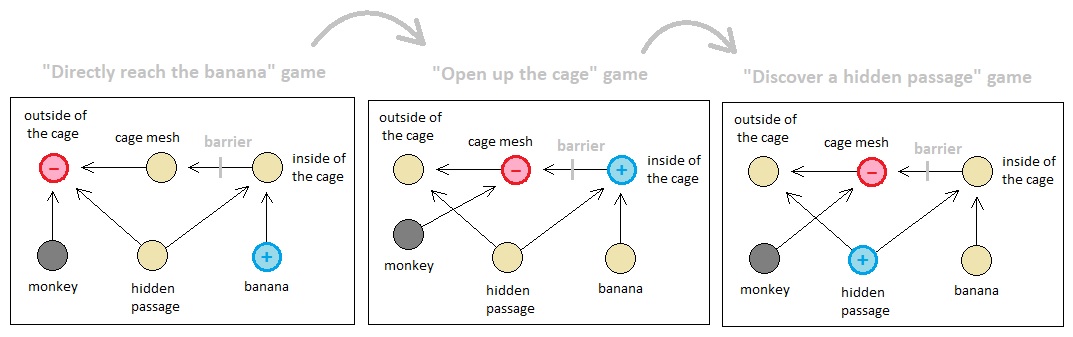 "Directly reach the banana" game
"Open up the cage" game
"Discover a hidden passage" game
outside of
the cage
cage mesh
barrier
inside of
the cage
−
+
monkey
hidden
passage
banana
outside of
the cage
cage mesh
barrier
inside of
the cage
−
+
monkey
hidden
passage
banana
outside of
the cage
cage mesh
barrier
inside of
the cage
−
+
monkey
hidden
passage
banana